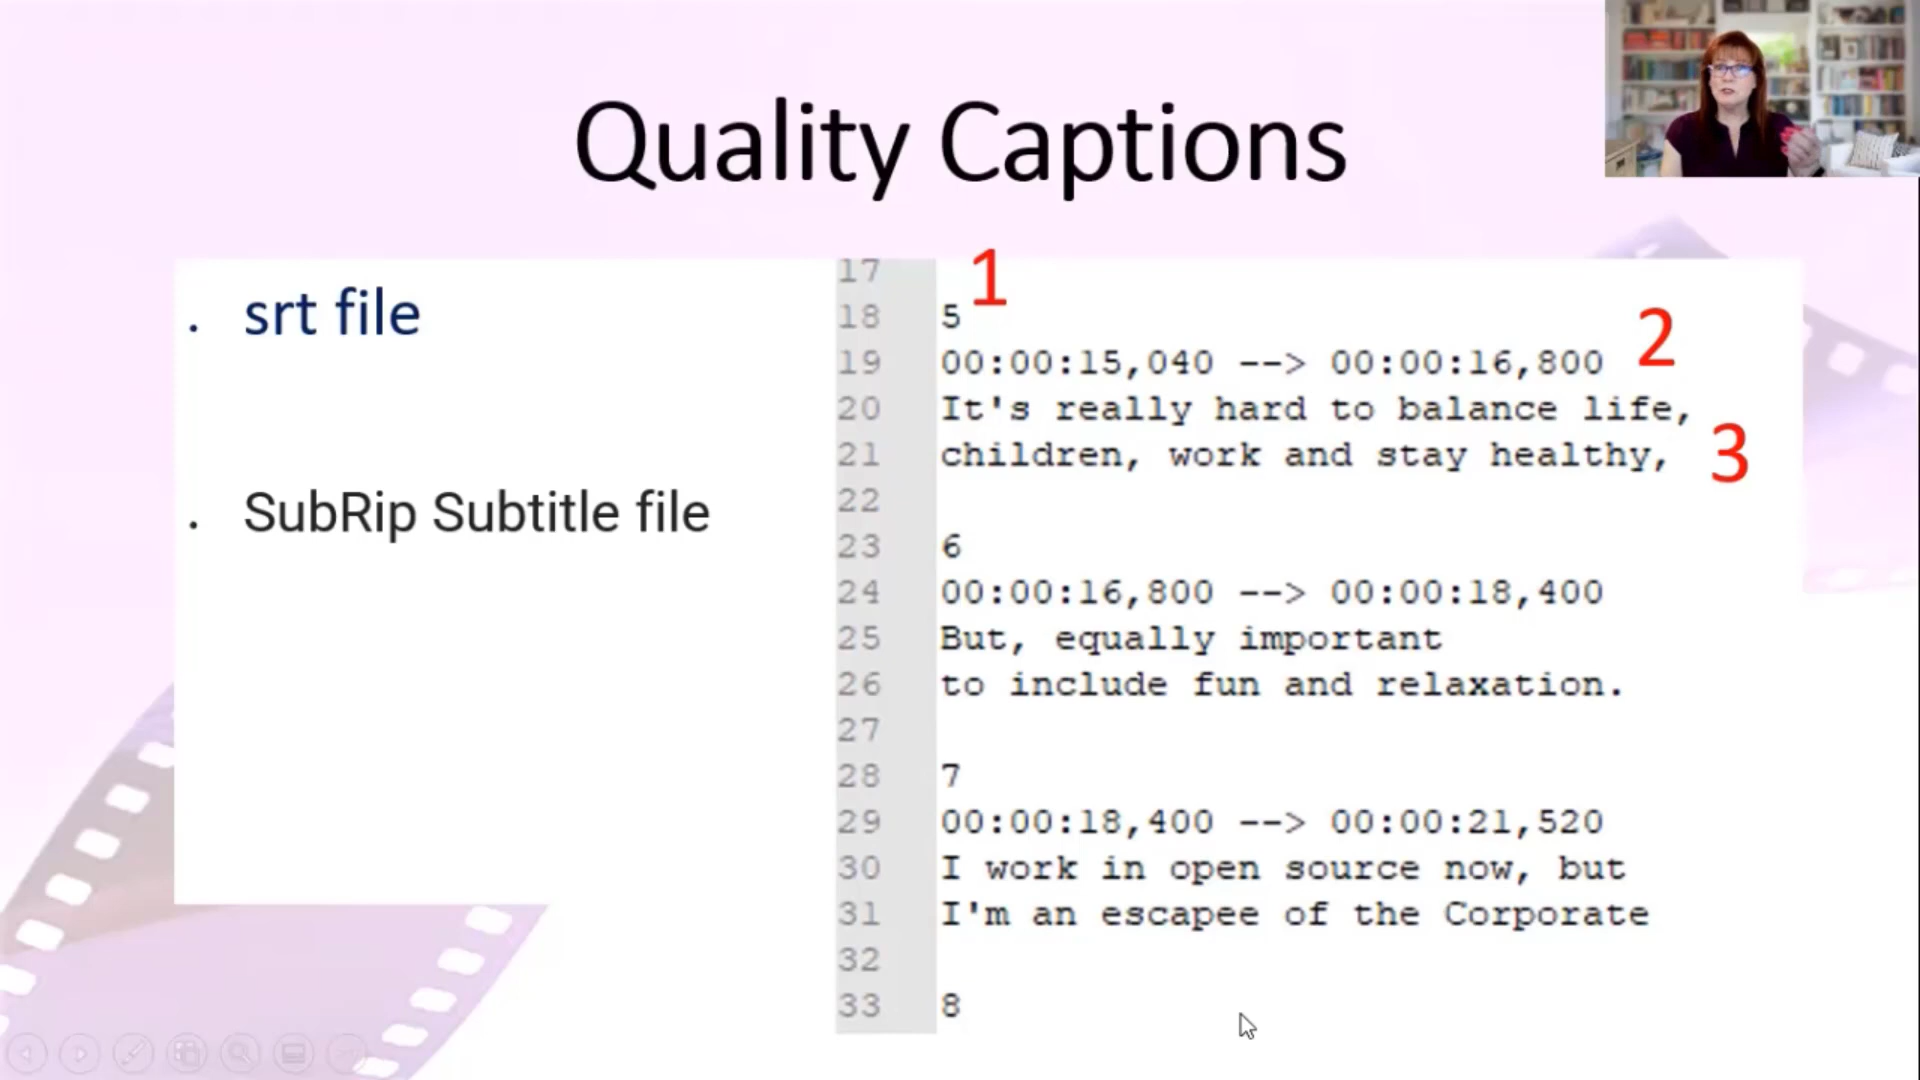 Quality Captions
. srt file
. SubRip Subtitle file
17
1
18 5
2
19 00:00:15,040 --> 00:00:16,800
20 It's really hard to balance life,
21 children, work and stay healthy,
3
22
23 6
24 00:00:16,800 --> 00:00:18,400
25 But, equally important
26 to include fun and relaxation.
27
28 7
29 00:00:18,400 --> 00:00:21,520
30 I work in open source now, but
31 I'm an escapee of the Corporate
32
33 8